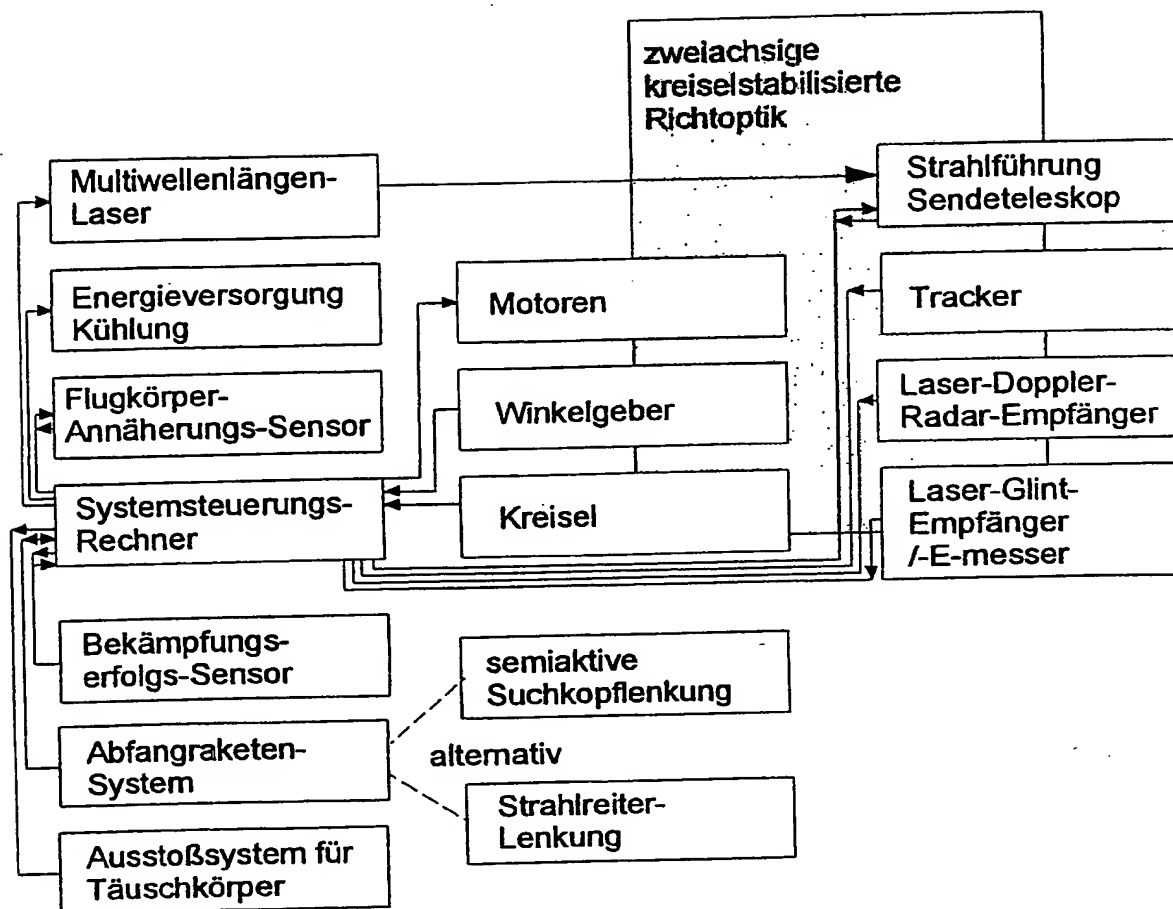 zweiachsige
kreiselstabilisierte
Richtoptik
Multiwellenlängen-
Laser
Strahlführung
Sendeteleskop
Energieversorgung
Kühlung
Motoren
Tracker
Flugkörper-
Annäherungs-Sensor
Winkelgeber
Laser-Doppler-
Radar-Empfänger
Systemsteuerungs-
Rechner
Kreisel
Laser-Glint-
Empfänger
/-E-messer
Bekämpfungs-
erfolgs-Sensor
semiaktive
Suchkopflenkung
Abfangraketen-
System
alternativ
Strahlreiter-
Lenkung
Ausstoßsystem für
Täuschkörper